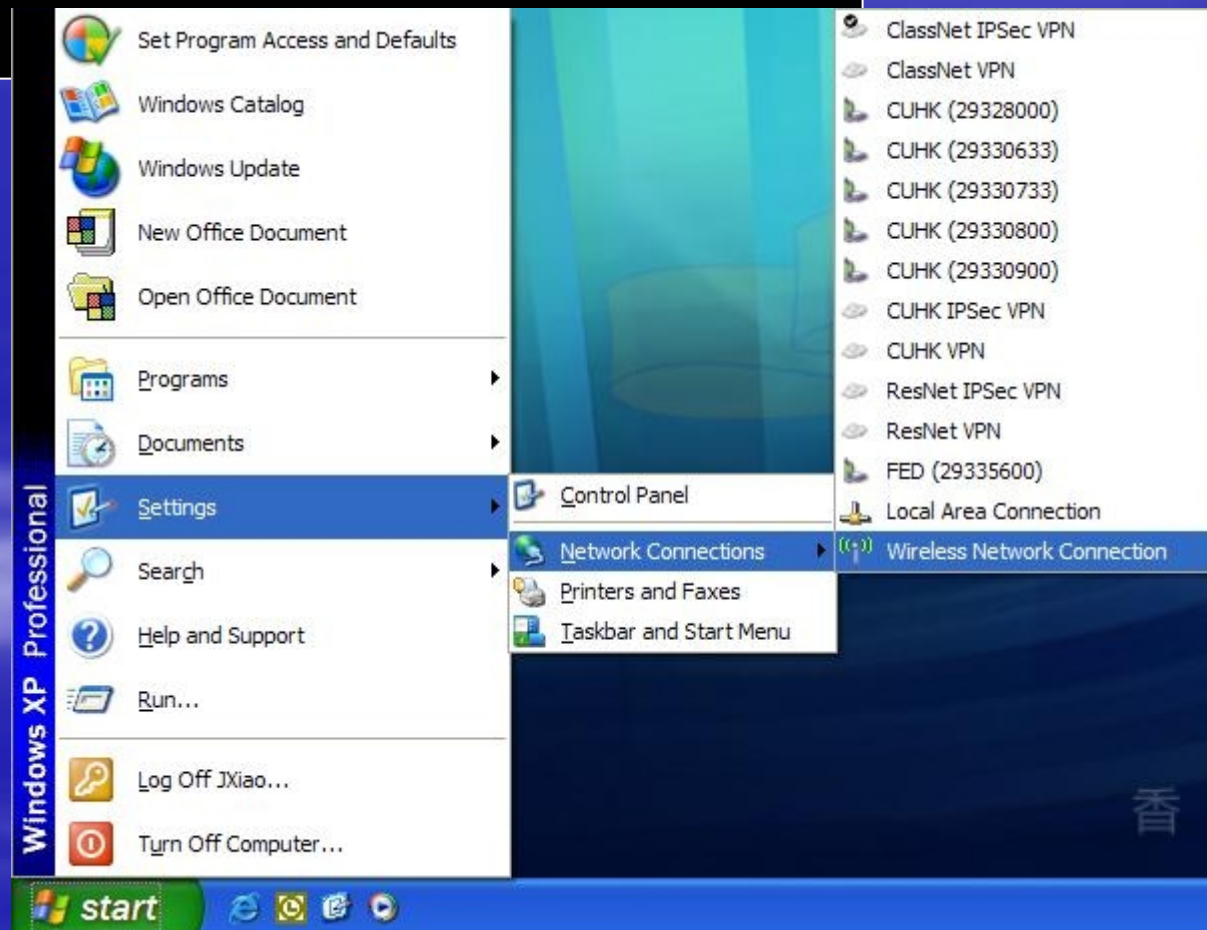 Set Program Access and Defaults
Windows Catalog
Windows Update
New Office Document
Open Office Document
Programs
Documents
Settings
Search
Help and Support
Run...
Log Off JXiao...
Turn Off Computer...
Windows XP Professional
Control Panel
Network Connections
Printers and Faxes
Taskbar and Start Menu
ClassNet IPSec VPN
ClassNet VPN
CUHK (29328000)
CUHK (29330633)
CUHK (29330733)
CUHK (29330800)
CUHK (29330900)
CUHK IPSec VPN
CUHK VPN
ResNet IPSec VPN
ResNet VPN
FED (29335600)
Local Area Connection
Wireless Network Connection
香
start